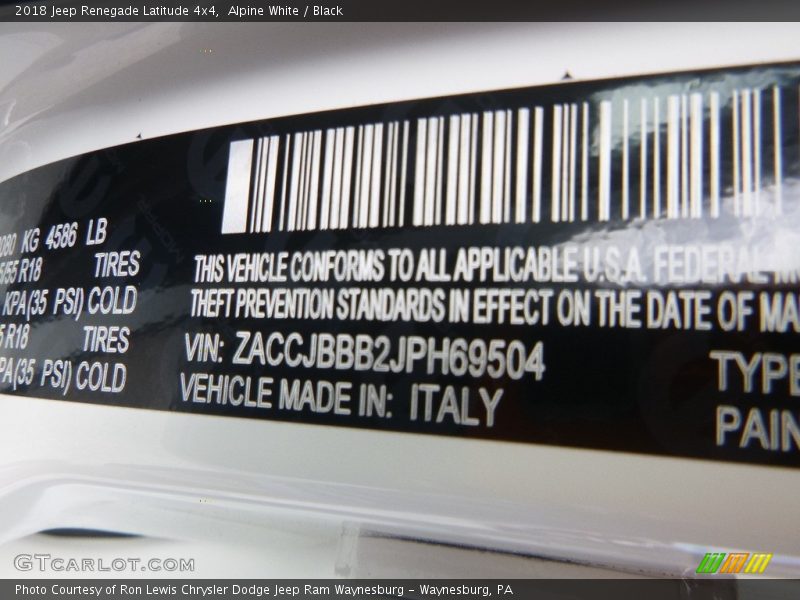 2018 Jeep Renegade Latitude 4x4,  Alpine White / Black
KG 4586 LB
R18 TIRES
KPA(35 PSI) COLD
R18 TIRES
(35 PSI) COLD
THIS VEHICLE CONFORMS TO ALL APPLICABLE U.S.A. FEDERAL
THEFT PREVENTION STANDARDS IN EFFECT ON THE DATE OF MA
VIN: ZACCJBBB2JPH69504
VEHICLE MADE IN: ITALY
TYPE
PAIN
GTCARLOT.COM
Photo Courtesy of Ron Lewis Chrysler Dodge Jeep Ram Waynesburg – Waynesburg, PA